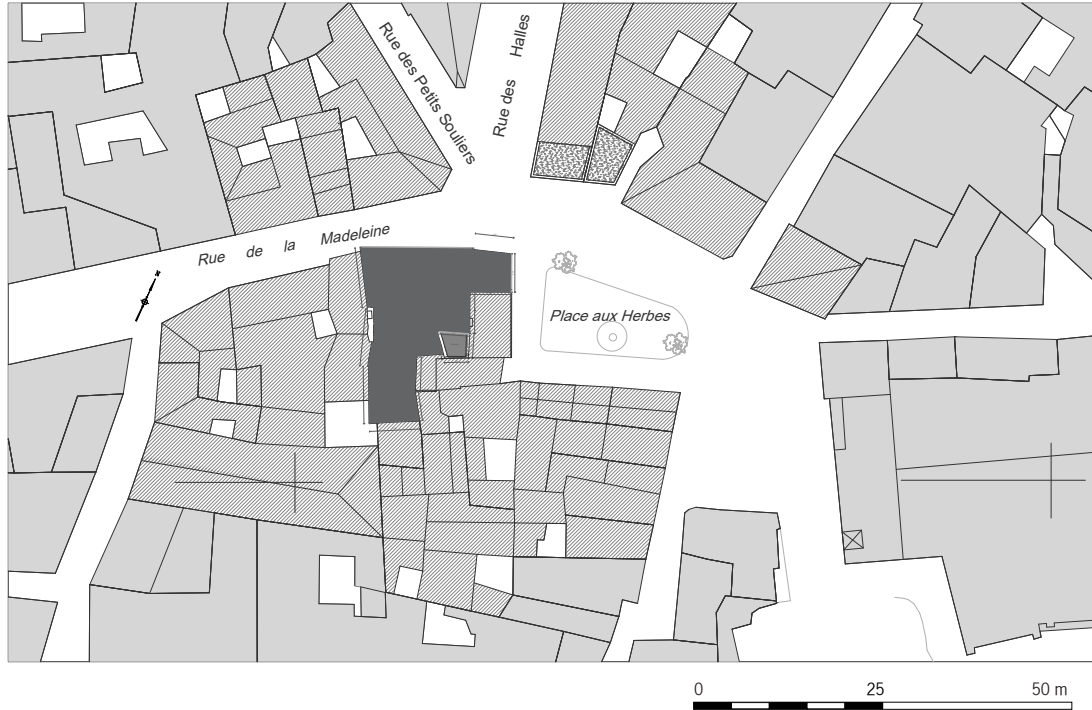 Rue des Petits Souliers
Rue des Halles
Rue de la Madeleine
Place aux Herbes
0 25 50 m